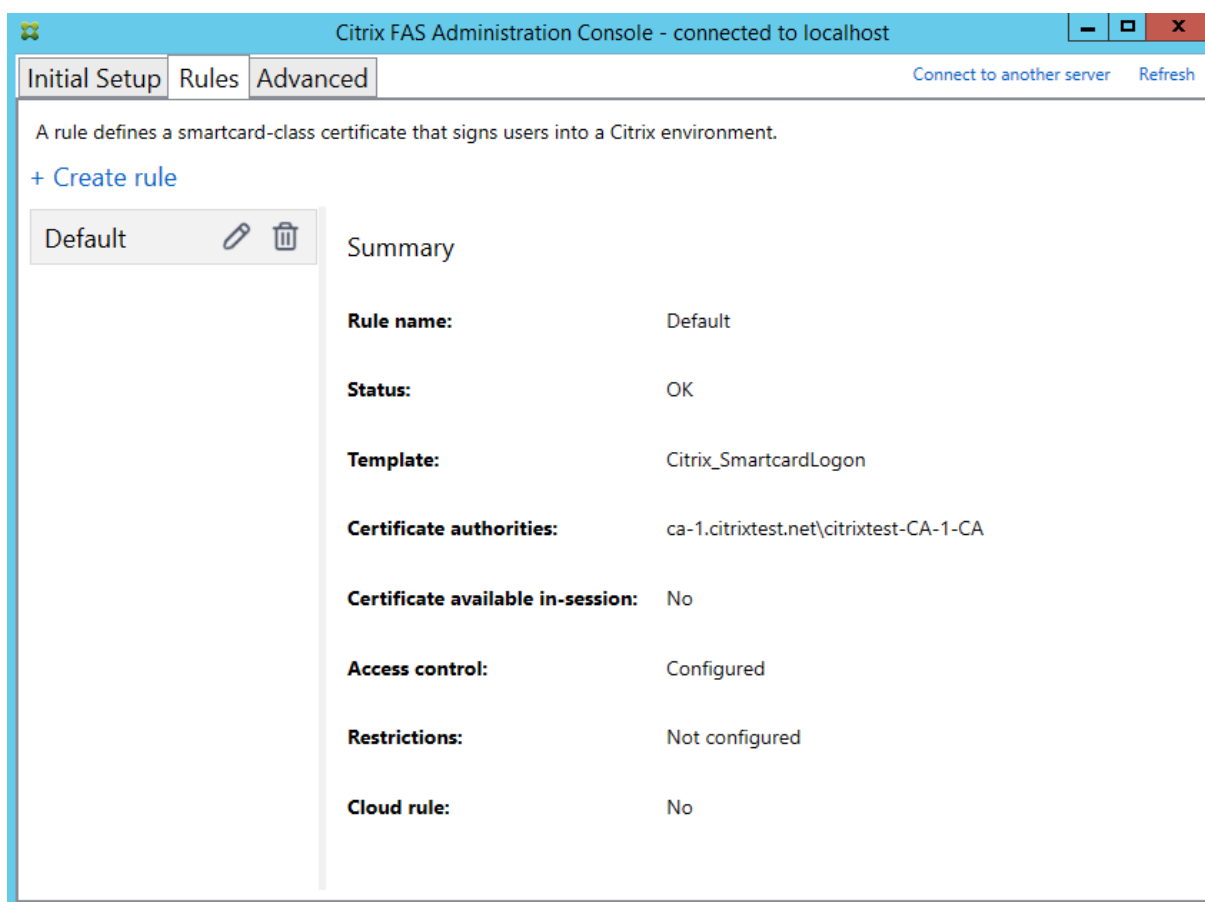 Citrix FAS Administration Console - connected to localhost
Initial Setup Rules Advanced Connect to another server Refresh
A rule defines a smartcard-class certificate that signs users into a Citrix environment.
+ Create rule
Default
Summary
Rule name: Default
Status: OK
Template: Citrix_SmartcardLogon
Certificate authorities: ca-1.citrixtest.net\citrixtest-CA-1-CA
Certificate available in-session: No
Access control: Configured
Restrictions: Not configured
Cloud rule: No